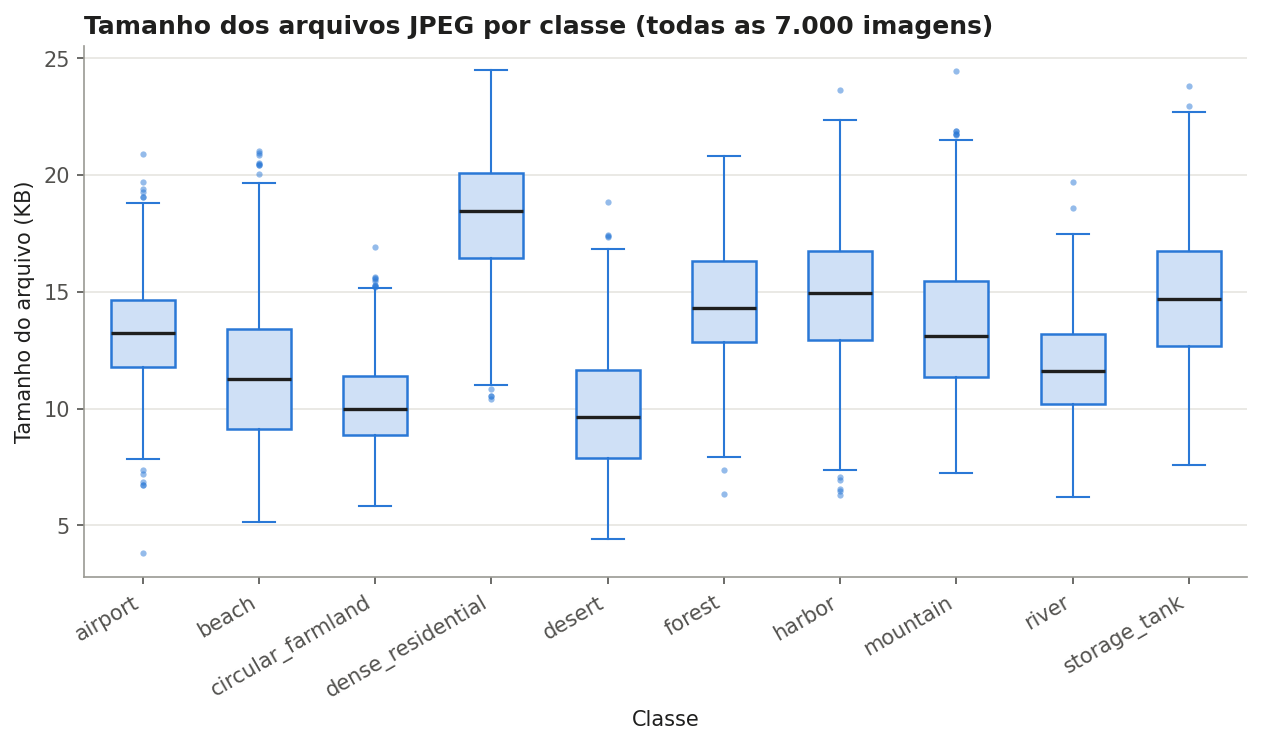 Tamanho dos arquivos JPEG por classe (todas as 7.000 imagens)
Tamanho do arquivo (KB)
25
20
15
10
5
airport
beach
circular_farmland
dense_residential
desert
forest
harbor
mountain
river
storage_tank
Classe